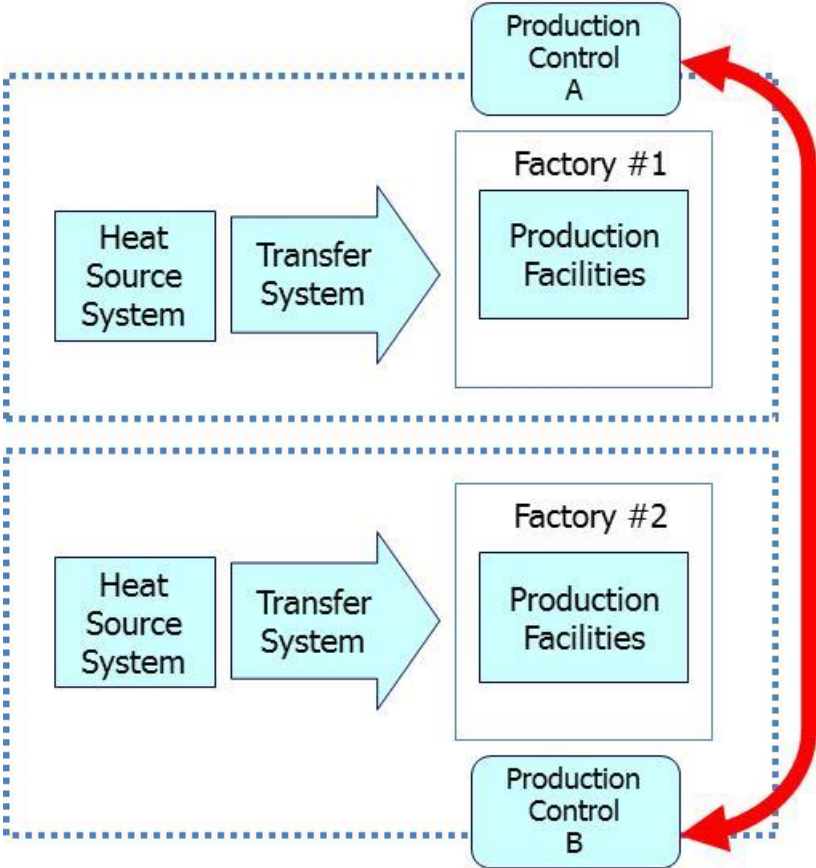 Production
Control
A
Factory #1
Heat
Source
System
Transfer
System
Production
Facilities
Factory #2
Heat
Source
System
Transfer
System
Production
Facilities
Production
Control
B